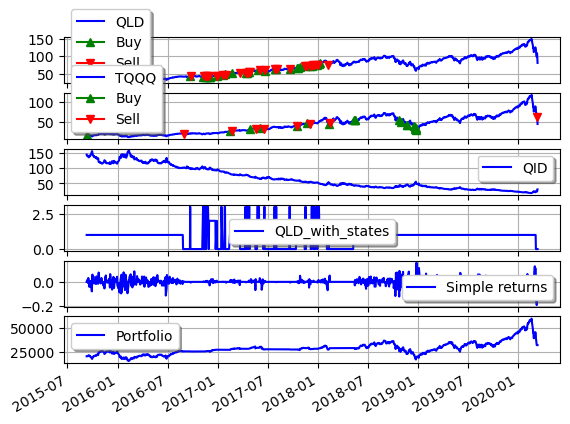 QLD
Buy
Sell
150
100
50
TQQQ
Buy
Sell
100
50
150
100
50
QID
2.5
0.0
QLD_with_states
0.0
−0.2
Simple returns
50000
25000
Portfolio
2015-07
2016-01
2016-07
2017-01
2017-07
2018-01
2018-07
2019-01
2019-07
2020-01